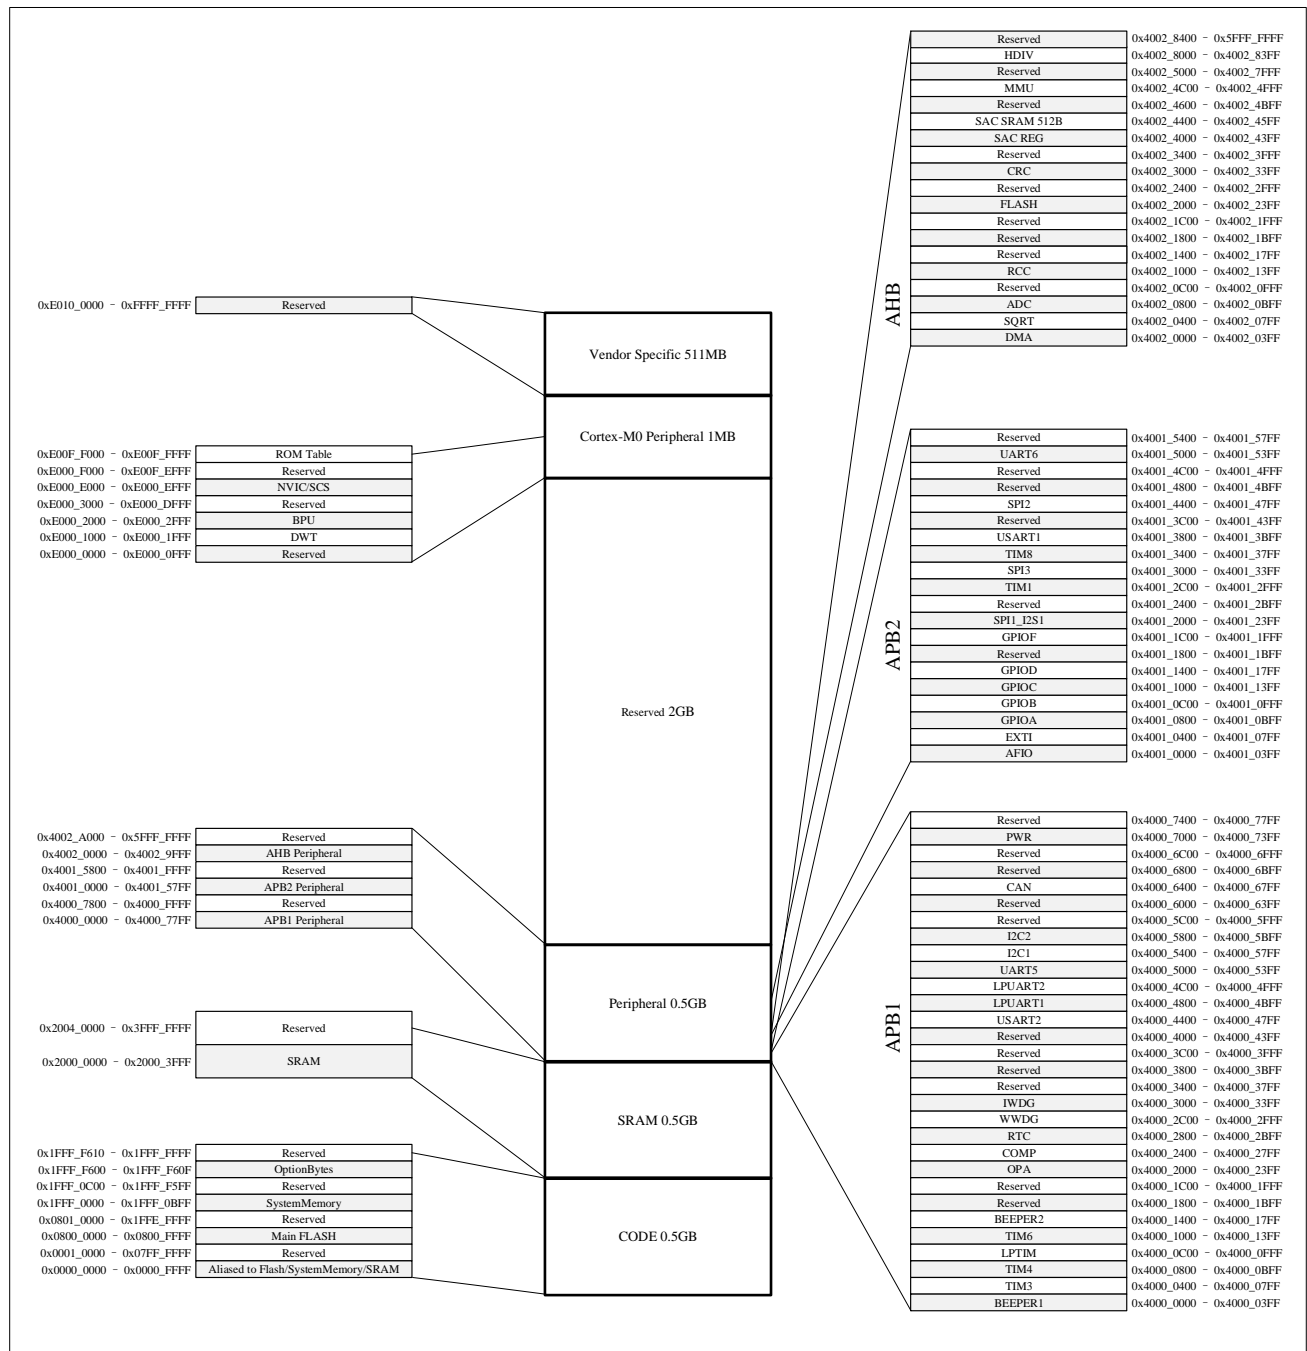 0xE010_0000 - 0xFFFF_FFFF Reserved
0xE00F_F000 - 0xE00F_FFFF ROM Table
0xE000_F000 - 0xE00F_EFFF Reserved
0xE000_E000 - 0xE000_EFFF NVIC/SCS
0xE000_3000 - 0xE000_DFFF Reserved
0xE000_2000 - 0xE000_2FFF BPU
0xE000_1000 - 0xE000_1FFF DWT
0xE000_0000 - 0xE000_0FFF Reserved
0x4002_A000 - 0x5FFF_FFFF Reserved
0x4002_0000 - 0x4002_9FFF AHB Peripheral
0x4001_5800 - 0x4001_FFFF Reserved
0x4001_0000 - 0x4001_57FF APB2 Peripheral
0x4000_7800 - 0x4000_FFFF Reserved
0x4000_0000 - 0x4000_77FF APB1 Peripheral
0x2004_0000 - 0x3FFF_FFFF Reserved
0x2000_0000 - 0x2000_3FFF SRAM
0x1FFF_F610 - 0x1FFF_FFFF Reserved
0x1FFF_F600 - 0x1FFF_F60F OptionBytes
0x1FFF_0C00 - 0x1FFF_F5FF Reserved
0x1FFF_0000 - 0x1FFF_0BFF SystemMemory
0x0801_0000 - 0x1FFE_FFFF Reserved
0x0800_0000 - 0x0800_FFFF Main FLASH
0x0001_0000 - 0x07FF_FFFF Reserved
0x0000_0000 - 0x0000_FFFF Aliased to Flash/SystemMemory/SRAM
Vendor Specific 511MB
Cortex-M0 Peripheral 1MB
Reserved 2GB
Peripheral 0.5GB
SRAM 0.5GB
CODE 0.5GB
AHB
Reserved 0x4002_8400 - 0x5FFF_FFFF
HDIV 0x4002_8000 - 0x4002_83FF
Reserved 0x4002_5000 - 0x4002_7FFF
MMU 0x4002_4C00 - 0x4002_4FFF
Reserved 0x4002_4600 - 0x4002_4BFF
SAC SRAM 512B 0x4002_4400 - 0x4002_45FF
SAC REG 0x4002_4000 - 0x4002_43FF
Reserved 0x4002_3400 - 0x4002_3FFF
CRC 0x4002_3000 - 0x4002_33FF
Reserved 0x4002_2400 - 0x4002_2FFF
FLASH 0x4002_2000 - 0x4002_23FF
Reserved 0x4002_1C00 - 0x4002_1FFF
Reserved 0x4002_1800 - 0x4002_1BFF
Reserved 0x4002_1400 - 0x4002_17FF
RCC 0x4002_1000 - 0x4002_13FF
Reserved 0x4002_0C00 - 0x4002_0FFF
ADC 0x4002_0800 - 0x4002_0BFF
SQRT 0x4002_0400 - 0x4002_07FF
DMA 0x4002_0000 - 0x4002_03FF
APB2
Reserved 0x4001_5400 - 0x4001_57FF
UART6 0x4001_5000 - 0x4001_53FF
Reserved 0x4001_4C00 - 0x4001_4FFF
Reserved 0x4001_4800 - 0x4001_4BFF
SPI2 0x4001_4400 - 0x4001_47FF
Reserved 0x4001_3C00 - 0x4001_43FF
USART1 0x4001_3800 - 0x4001_3BFF
TIM8 0x4001_3400 - 0x4001_37FF
SPI3 0x4001_3000 - 0x4001_33FF
TIM1 0x4001_2C00 - 0x4001_2FFF
Reserved 0x4001_2400 - 0x4001_2BFF
SPI1_I2S1 0x4001_2000 - 0x4001_23FF
GPIOF 0x4001_1C00 - 0x4001_1FFF
Reserved 0x4001_1800 - 0x4001_1BFF
GPIOD 0x4001_1400 - 0x4001_17FF
GPIOC 0x4001_1000 - 0x4001_13FF
GPIOB 0x4001_0C00 - 0x4001_0FFF
GPIOA 0x4001_0800 - 0x4001_0BFF
EXTI 0x4001_0400 - 0x4001_07FF
AFIO 0x4001_0000 - 0x4001_03FF
APB1
Reserved 0x4000_7400 - 0x4000_77FF
PWR 0x4000_7000 - 0x4000_73FF
Reserved 0x4000_6C00 - 0x4000_6FFF
Reserved 0x4000_6800 - 0x4000_6BFF
CAN 0x4000_6400 - 0x4000_67FF
Reserved 0x4000_6000 - 0x4000_63FF
Reserved 0x4000_5C00 - 0x4000_5FFF
I2C2 0x4000_5800 - 0x4000_5BFF
I2C1 0x4000_5400 - 0x4000_57FF
UART5 0x4000_5000 - 0x4000_53FF
LPUART2 0x4000_4C00 - 0x4000_4FFF
LPUART1 0x4000_4800 - 0x4000_4BFF
USART2 0x4000_4400 - 0x4000_47FF
Reserved 0x4000_4000 - 0x4000_43FF
Reserved 0x4000_3C00 - 0x4000_3FFF
Reserved 0x4000_3800 - 0x4000_3BFF
Reserved 0x4000_3400 - 0x4000_37FF
IWDG 0x4000_3000 - 0x4000_33FF
WWDG 0x4000_2C00 - 0x4000_2FFF
RTC 0x4000_2800 - 0x4000_2BFF
COMP 0x4000_2400 - 0x4000_27FF
OPA 0x4000_2000 - 0x4000_23FF
Reserved 0x4000_1C00 - 0x4000_1FFF
Reserved 0x4000_1800 - 0x4000_1BFF
BEEPER2 0x4000_1400 - 0x4000_17FF
TIM6 0x4000_1000 - 0x4000_13FF
LPTIM 0x4000_0C00 - 0x4000_0FFF
TIM4 0x4000_0800 - 0x4000_0BFF
TIM3 0x4000_0400 - 0x4000_07FF
BEEPER1 0x4000_0000 - 0x4000_03FF